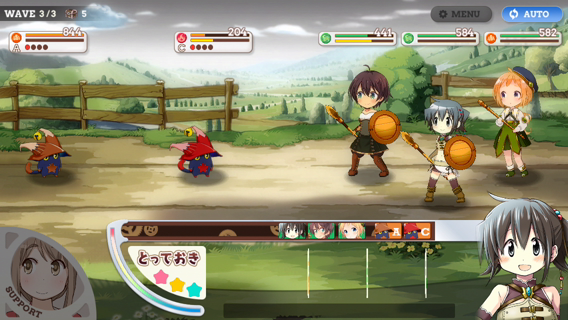 WAVE 3/3 5
MENU
AUTO
844
204
441
584
582
A
C
A
C
とっておき
SUPPORT